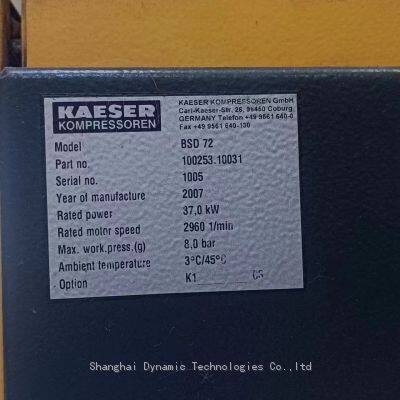 KAESER
KOMPRESSOREN
KAESER KOMPRESSOREN GmbH
Carl-Kaeser-Str. 26, 96450 Coburg
GERMANY Telefon +49 9561 640-0
Fax +49 9561 640-130
Model BSD 72
Part no. 100253.10031
Serial no. 1005
Year of manufacture 2007
Rated power 37,0 kW
Rated motor speed 2960 1/min
Max. work.press.(g) 8,0 bar
Ambient temperature 3°C/45°C
Option K1
Shanghai Dynamic Technologies Co.,ltd